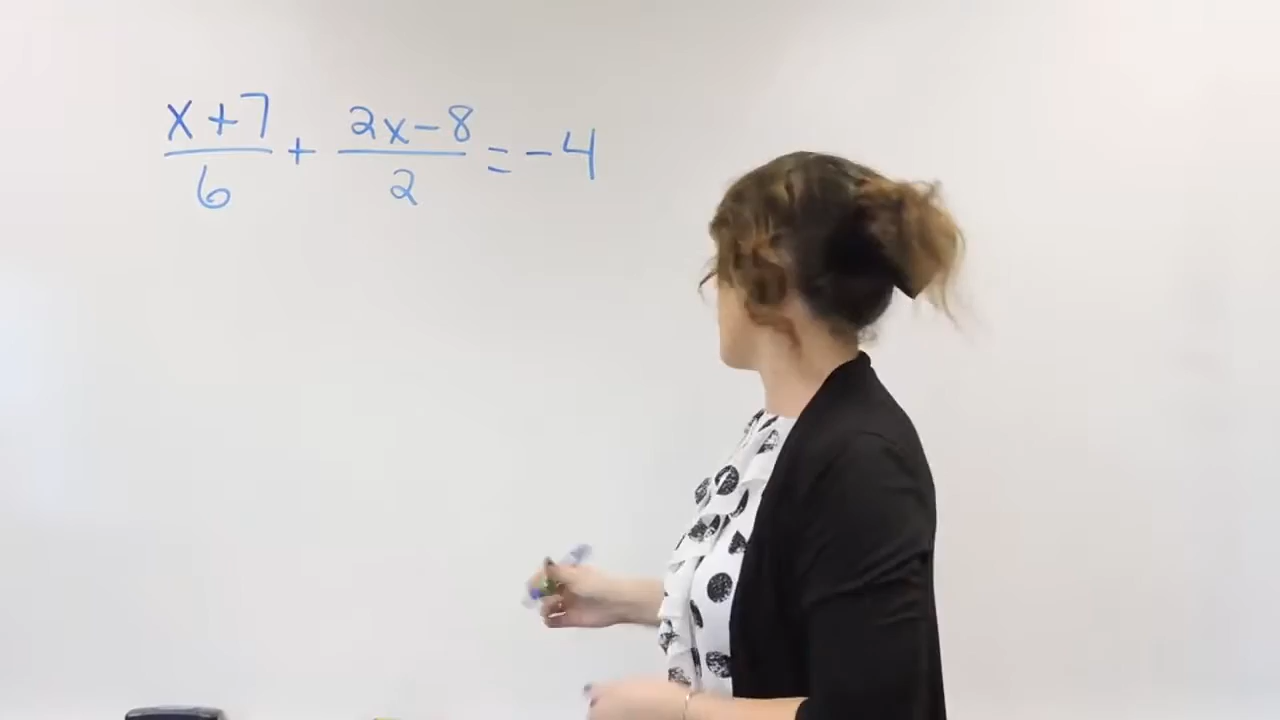 x+7/6 + 2x-8/2 = -4